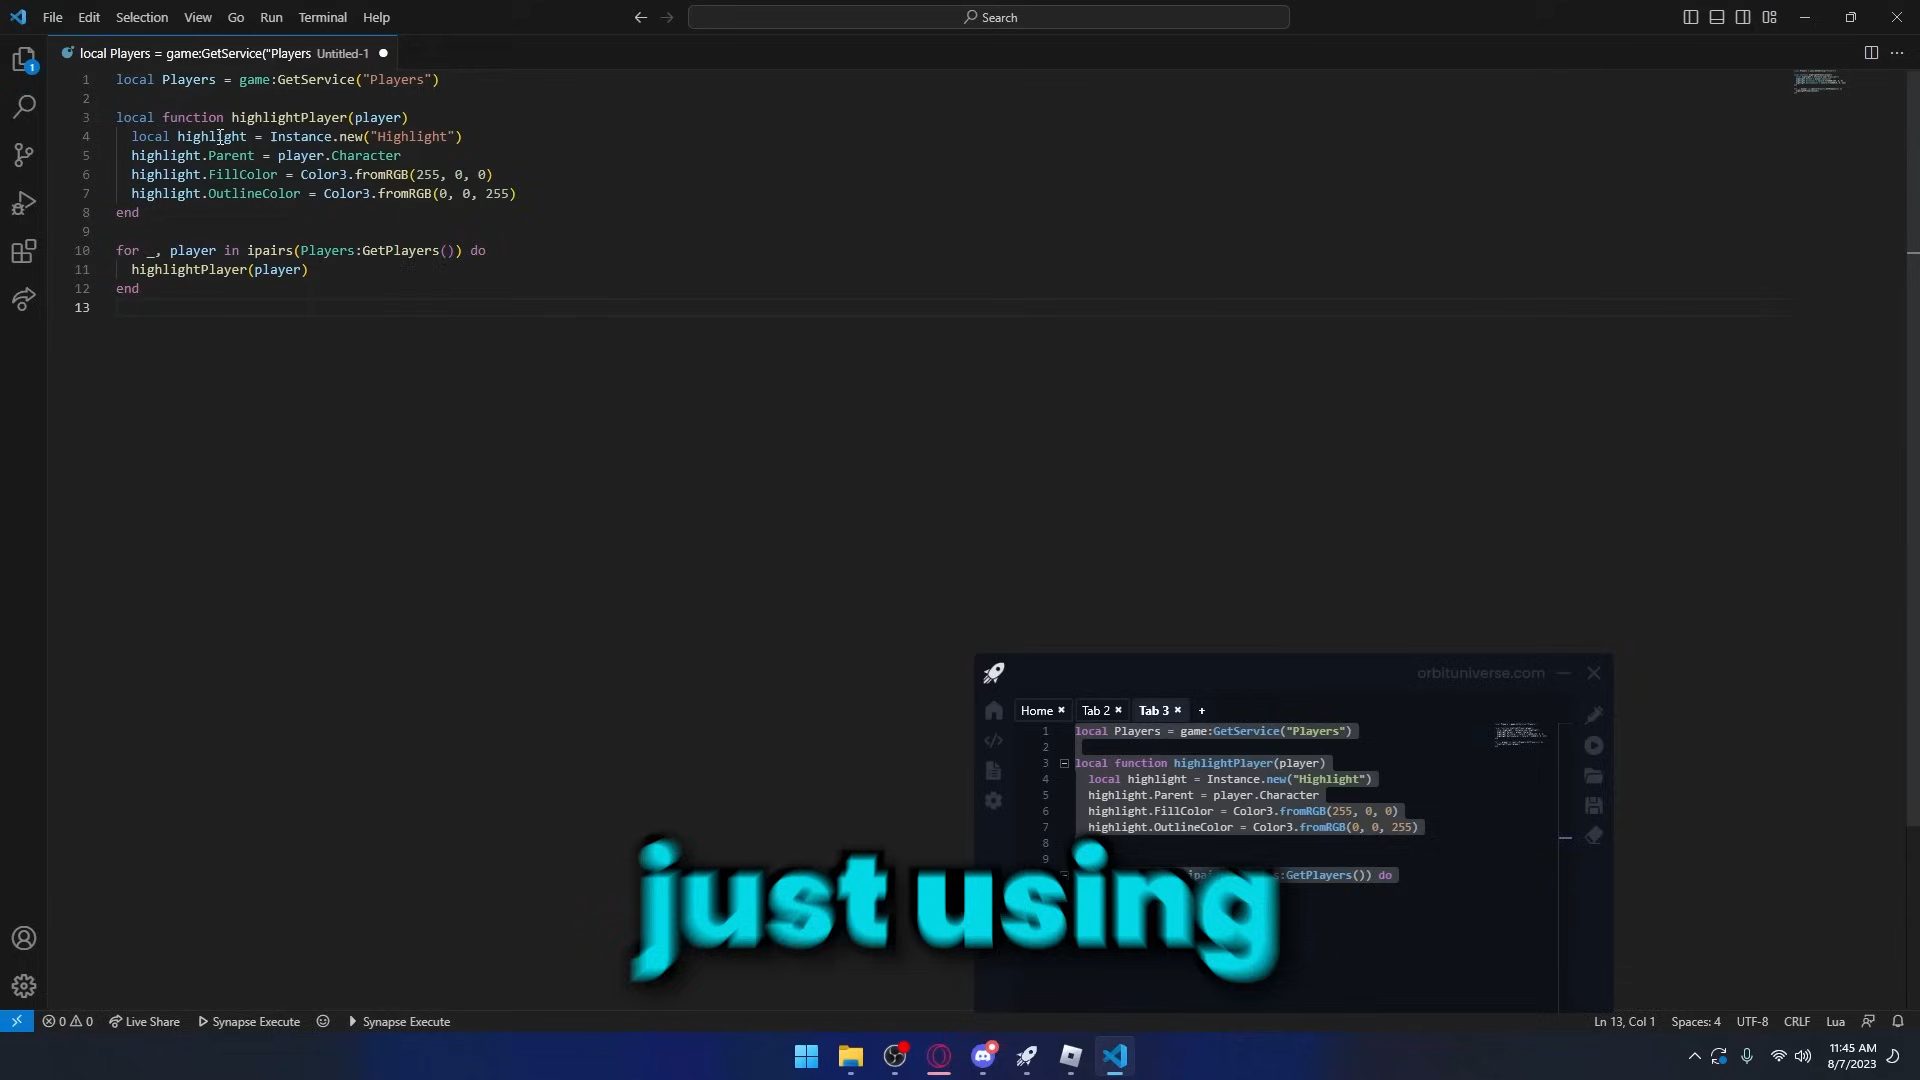 File Edit Selection View Go Run Terminal Help
Search
local Players = game:GetService("Players Untitled-1
1 local Players = game:GetService("Players")
2
3 local function highlightPlayer(player)
4 local highlight = Instance.new("Highlight")
5 highlight.Parent = player.Character
6 highlight.FillColor = Color3.fromRGB(255, 0, 0)
7 highlight.OutlineColor = Color3.fromRGB(0, 0, 255)
8 end
9
10 for _, player in ipairs(Players:GetPlayers()) do
11 highlightPlayer(player)
12 end
13
1
orbituniverse.com
Home Tab 2 Tab 3 +
1 local Players = game:GetService("Players")
2
3 local function highlightPlayer(player)
4 local highlight = Instance.new("Highlight")
5 highlight.Parent = player.Character
6 highlight.FillColor = Color3.fromRGB(255, 0, 0)
7 highlight.OutlineColor = Color3.fromRGB(0, 0, 255)
8
9
:GetPlayers()) do
just using
0 0 Live Share Synapse Execute Synapse Execute
Ln 13, Col 1 Spaces: 4 UTF-8 CRLF Lua
11:45 AM
8/7/2023